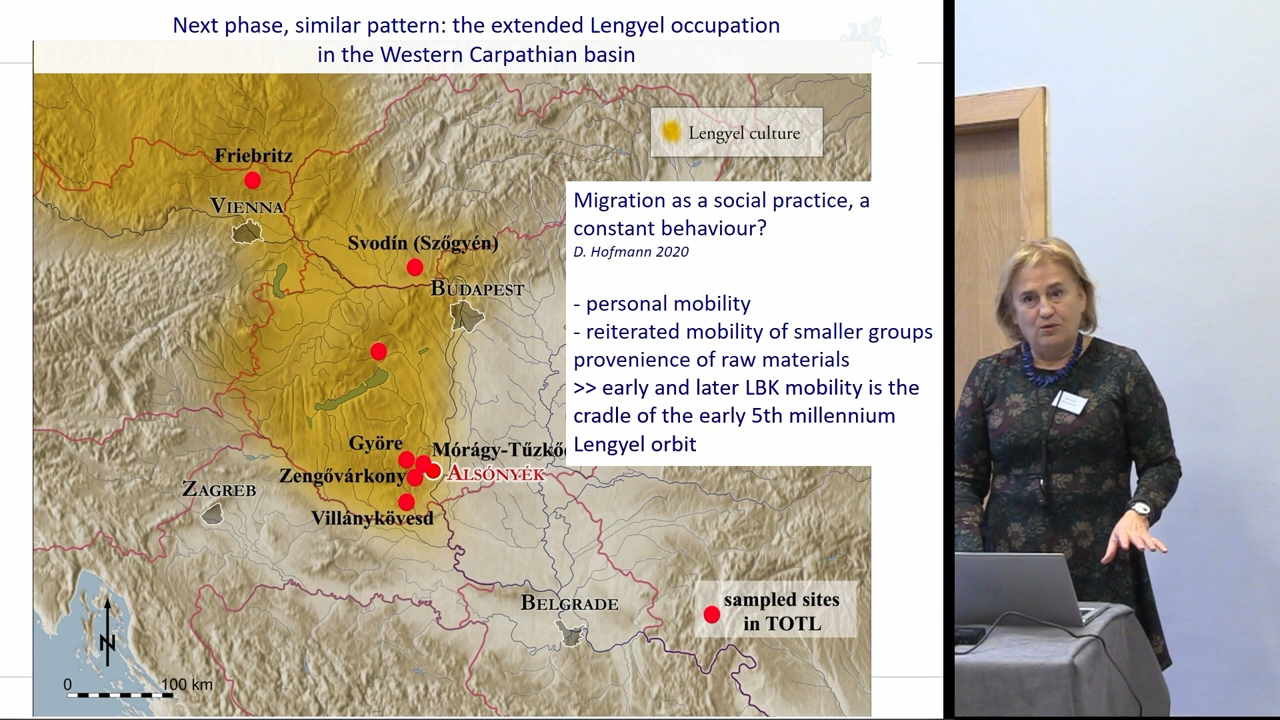 Next phase, similar pattern: the extended Lengyel occupation
in the Western Carpathian basin
Lengyel culture
Friebritz
VIENNA
Svodín (Szőgyén)
BUDAPEST
Migration as a social practice, a
constant behaviour?
D. Hofmann 2020
- personal mobility
- reiterated mobility of smaller groups
provenience of raw materials
>> early and later LBK mobility is the
cradle of the early 5th millennium
Lengyel orbit
Györe
Mórágy-Tűzkő
Zengővárkony
ALSÓNYÉK
ZAGREB
Villánykövesd
BELGRADE
sampled sites
in TOTL
N
0 100 km